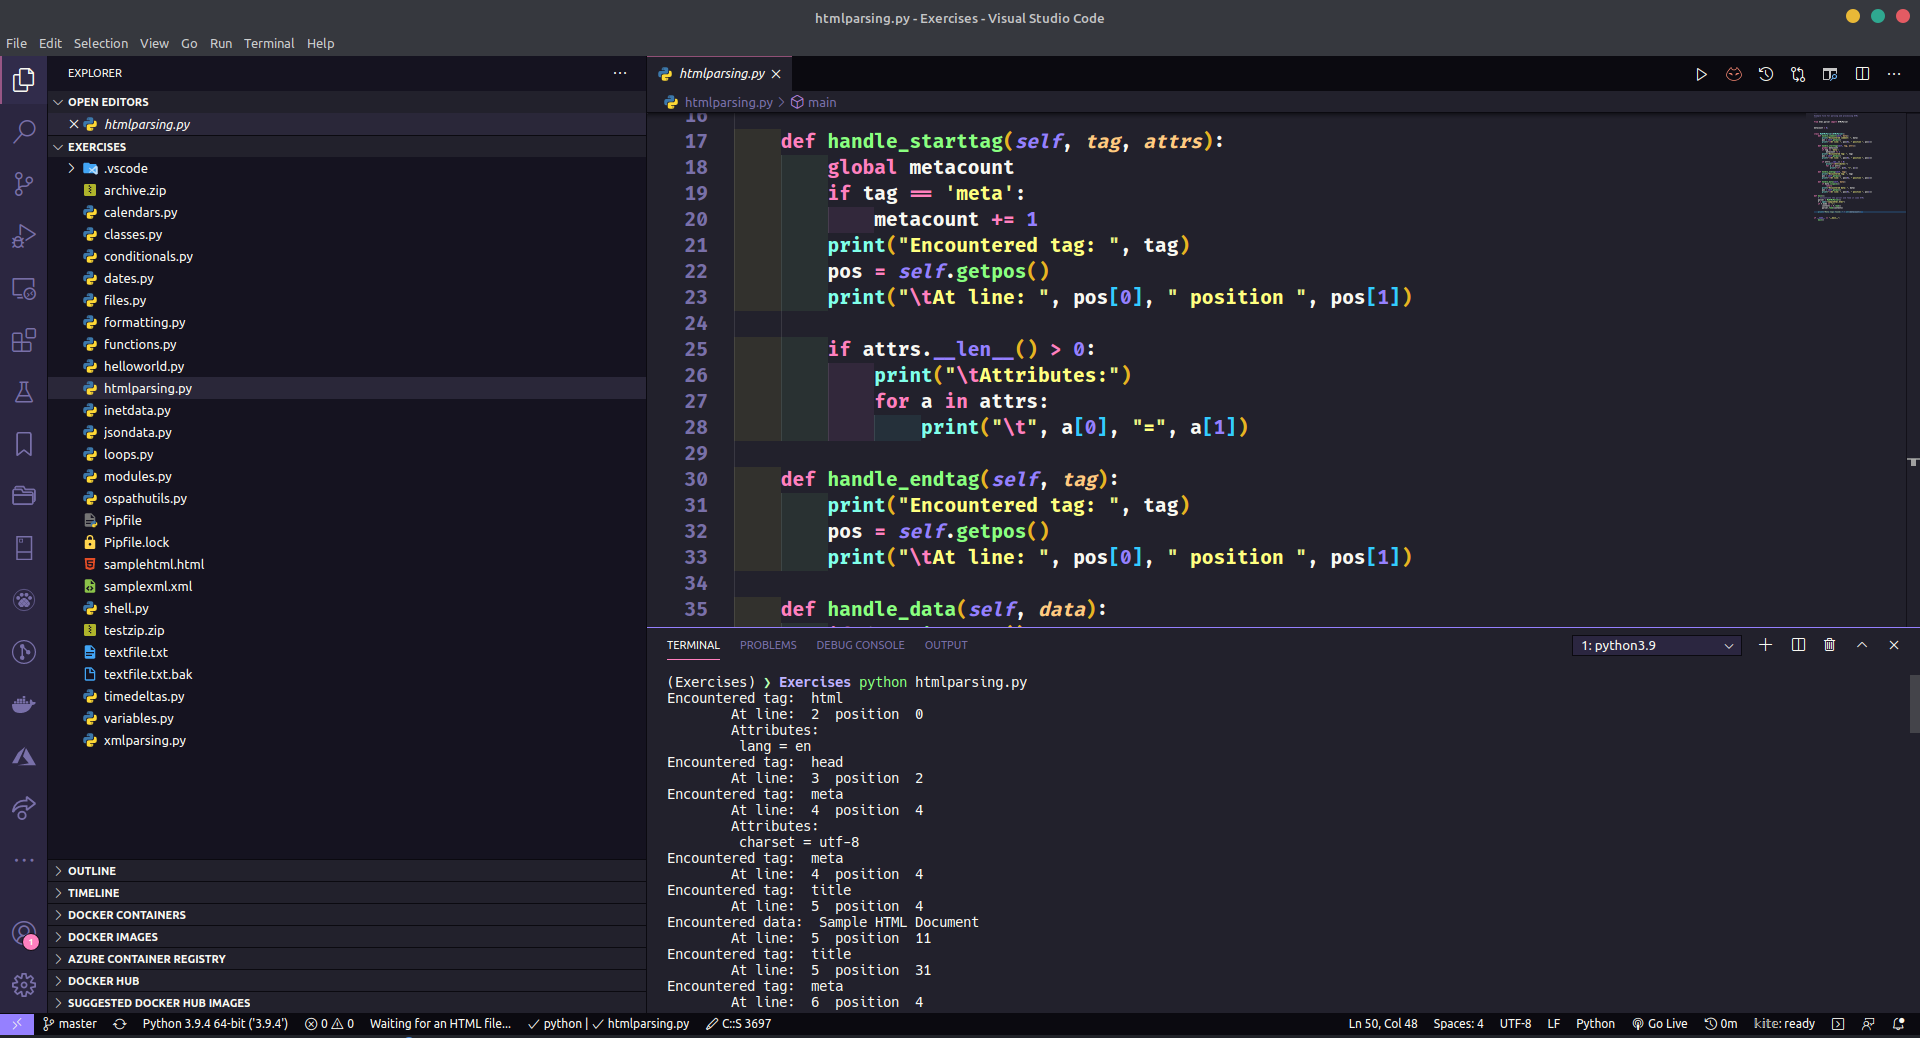 htmlparsing.py - Exercises - Visual Studio Code
File Edit Selection View Go Run Terminal Help
EXPLORER
OPEN EDITORS
htmlparsing.py
EXERCISES
.vscode
archive.zip
calendars.py
classes.py
conditionals.py
dates.py
files.py
formatting.py
functions.py
helloworld.py
htmlparsing.py
inetdata.py
jsondata.py
loops.py
modules.py
ospathutils.py
Pipfile
Pipfile.lock
samplehtml.html
samplexml.xml
shell.py
testzip.zip
textfile.txt
textfile.txt.bak
timedeltas.py
variables.py
xmlparsing.py
OUTLINE
TIMELINE
DOCKER CONTAINERS
DOCKER IMAGES
AZURE CONTAINER REGISTRY
DOCKER HUB
SUGGESTED DOCKER HUB IMAGES
1
htmlparsing.py
htmlparsing.py > main
16
17 def handle_starttag(self, tag, attrs):
18 global metacount
19 if tag == 'meta':
20 metacount += 1
21 print("Encountered tag: ", tag)
22 pos = self.getpos()
23 print("\tAt line: ", pos[0], " position ", pos[1])
24
25 if attrs.__len__() > 0:
26 print("\tAttributes:")
27 for a in attrs:
28 print("\t", a[0], "=", a[1])
29
30 def handle_endtag(self, tag):
31 print("Encountered tag: ", tag)
32 pos = self.getpos()
33 print("\tAt line: ", pos[0], " position ", pos[1])
34
35 def handle_data(self, data):
TERMINAL PROBLEMS DEBUG CONSOLE OUTPUT 1: python3.9
(Exercises) ❯ Exercises python htmlparsing.py
Encountered tag:  html
At line:  2  position  0
Attributes:
lang = en
Encountered tag:  head
At line:  3  position  2
Encountered tag:  meta
At line:  4  position  4
Attributes:
charset = utf-8
Encountered tag:  meta
At line:  4  position  4
Encountered tag:  title
At line:  5  position  4
Encountered data:  Sample HTML Document
At line:  5  position  11
Encountered tag:  title
At line:  5  position  31
Encountered tag:  meta
At line:  6  position  4
master Python 3.9.4 64-bit ('3.9.4') 0 0 Waiting for an HTML file... ✓ python | ✓ htmlparsing.py C::S 3697 Ln 50, Col 48 Spaces: 4 UTF-8 LF Python Go Live 0m kite: ready